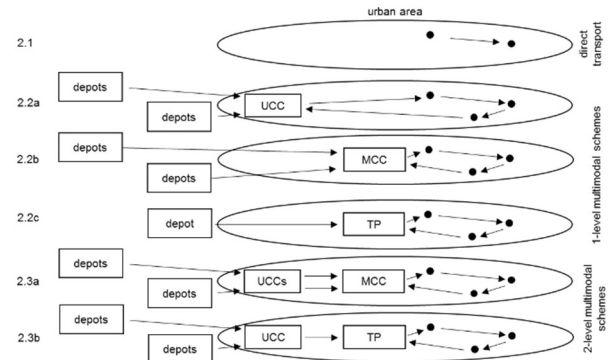 urban area
2.1
direct
transport
2.2a
depots
depots
UCC
2.2b
depots
depots
MCC
2.2c
depot
TP
1-level multimodal schemes
2.3a
depots
depots
UCCs
MCC
2.3b
depots
depots
UCC
TP
2-level multimodal
schemes